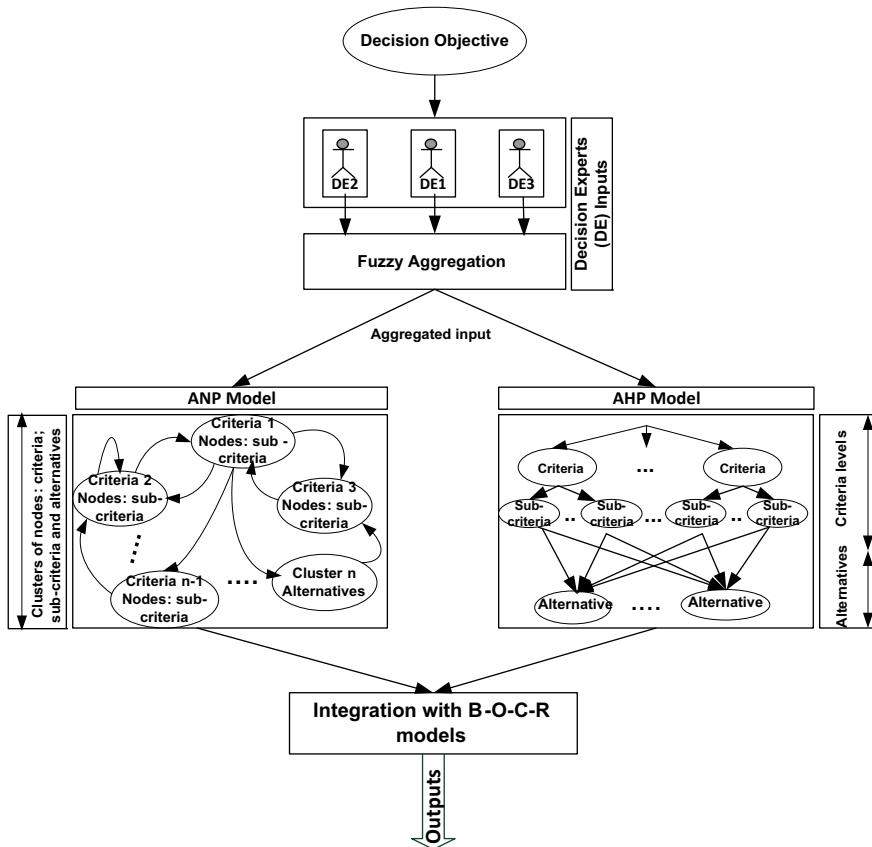 Decision Objective
DE2
DE1
DE3
Decision Experts
(DE) Inputs
Fuzzy Aggregation
Aggregated input
ANP Model
Clusters of nodes: criteria;
sub-criteria and alternatives
Criteria 1
Nodes: sub -
criteria
Criteria 2
Nodes: sub-
criteria
Criteria 3
Nodes: sub-
criteria
Criteria n-1
Nodes: sub-
criteria
....
Cluster n
Alternatives
AHP Model
Criteria
...
Criteria
Sub-
criteria
..
Sub-
criteria
...
Sub-
criteria
..
Sub-
criteria
Alternative
....
Alternative
Criteria levels
Alternatives
Integration with B-O-C-R
models
Outputs